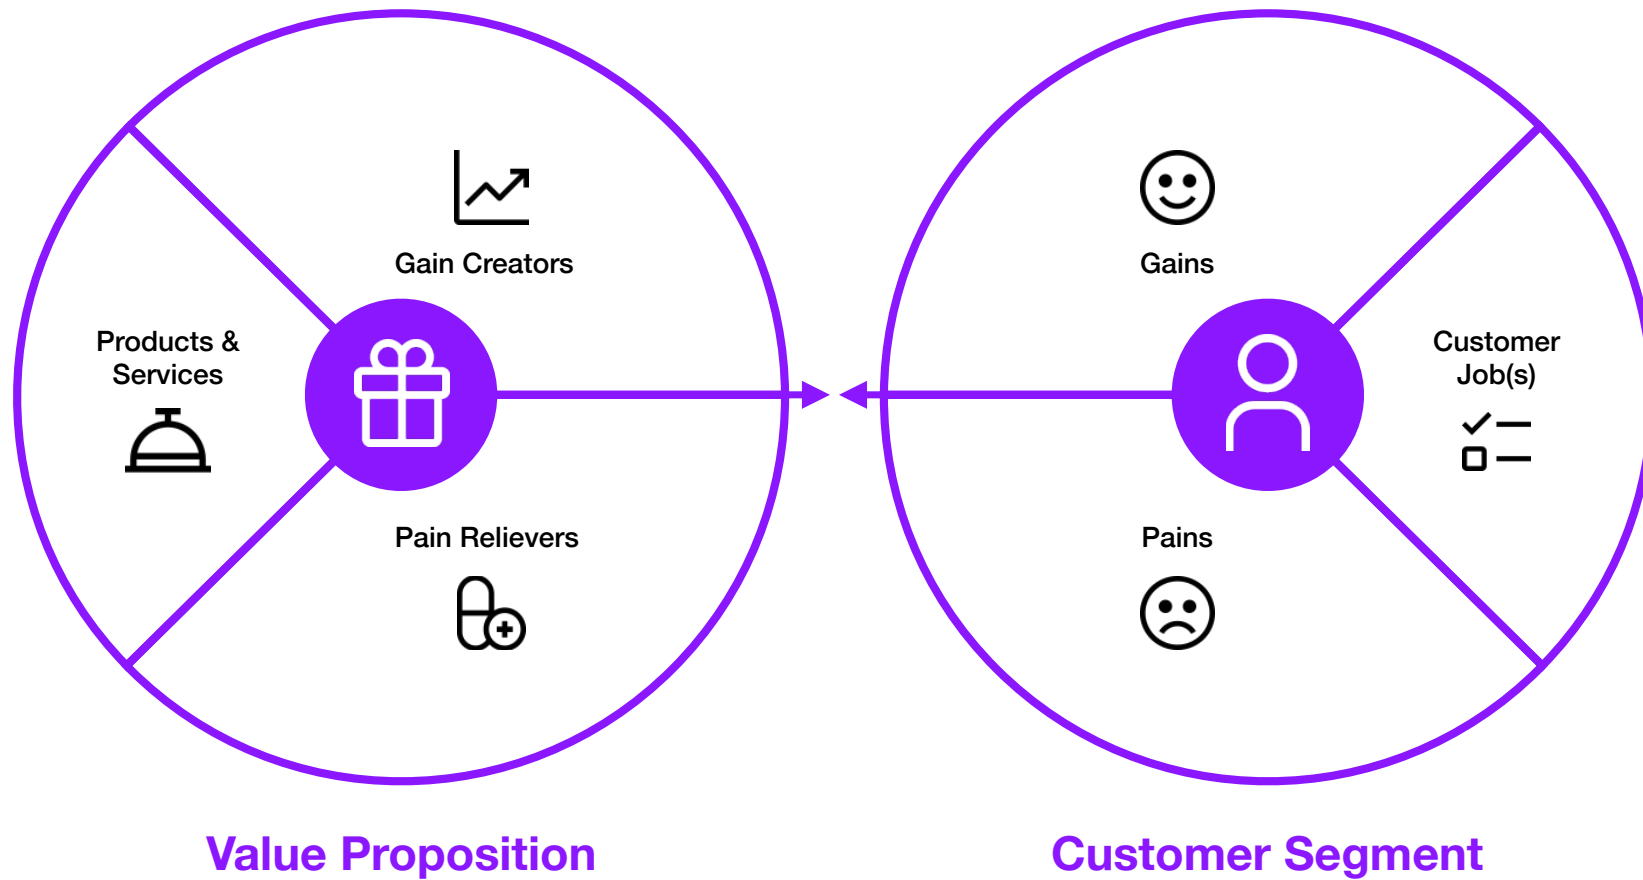 Gain Creators
Products &
Services
Pain Relievers
Value Proposition
Gains
Customer
Job(s)
Pains
Customer Segment